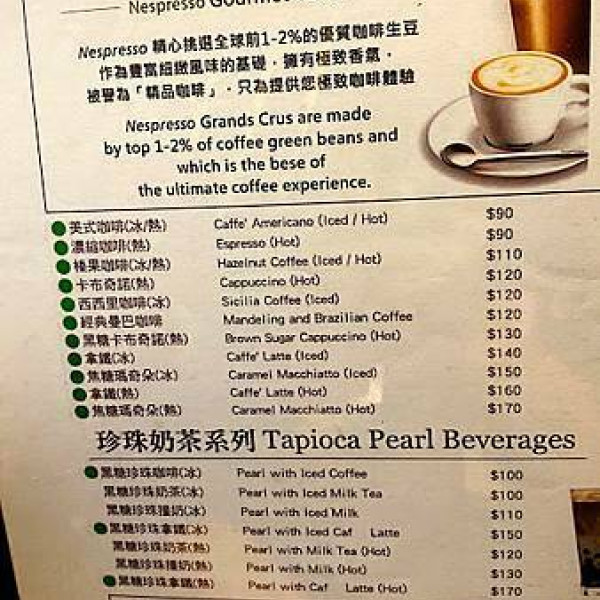 Nespresso Gourmet
Nespresso 精心挑選全球前1-2%的優質咖啡生豆
作為豐富細緻風味的基礎，擁有極致香氣，
被譽為「精品咖啡」，只為提供您極致咖啡體驗
Nespresso Grands Crus are made
by top 1-2% of coffee green beans and
which is the bese of
the ultimate coffee experience.
美式咖啡(冰/熱) Caffe' Americano (Iced / Hot) $90
濃縮咖啡(熱) Espresso (Hot) $90
榛果咖啡(冰/熱) Hazelnut Coffee (Iced / Hot) $110
卡布奇諾(熱) Cappuccino (Hot) $120
西西里咖啡(冰) Sicilia Coffee (Iced) $120
經典曼巴咖啡 Mandeling and Brazilian Coffee $120
黑糖卡布奇諾(熱) Brown Sugar Cappuccino (Hot) $130
拿鐵(冰) Caffe' Latte (Iced) $140
焦糖瑪奇朵(冰) Caramel Macchiatto (Iced) $150
拿鐵(熱) Caffe' Latte (Hot) $160
焦糖瑪奇朵(熱) Caramel Macchiatto (Hot) $170
珍珠奶茶系列 Tapioca Pearl Beverages
黑糖珍珠咖啡(冰) Pearl with Iced Coffee $100
黑糖珍珠奶茶(冰) Pearl with Iced Milk Tea $100
黑糖珍珠撞奶(冰) Pearl with Iced Milk $110
黑糖珍珠拿鐵(冰) Pearl with Iced Caf Latte $150
黑糖珍珠奶茶(熱) Pearl with Milk Tea (Hot) $120
黑糖珍珠撞奶(熱) Pearl with Milk (Hot) $130
黑糖珍珠拿鐵(熱) Pearl with Caf Latte (Hot) $170